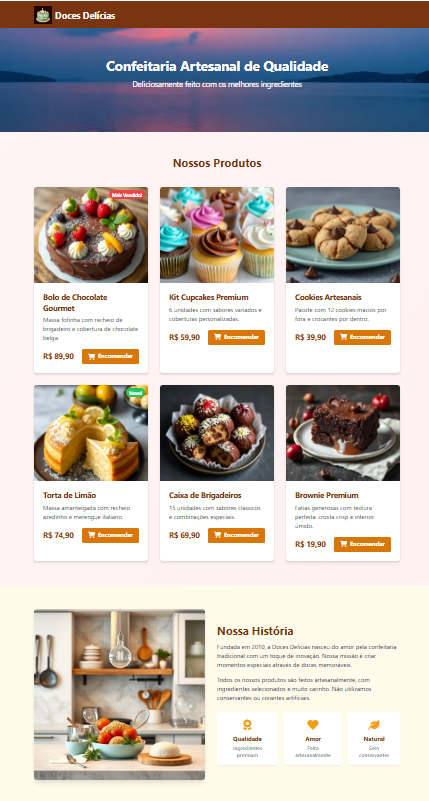 Doces Delícias
Confeitaria Artesanal de Qualidade
Deliciosamente feito com os melhores ingredientes
Nossos Produtos
Mais Vendido!
Bolo de Chocolate
Gourmet
Massa fofinha com recheio de
brigadeiro e cobertura de chocolate
belga.
R$ 89,90
Encomendar
Kit Cupcakes Premium
6 unidades com sabores variados e
coberturas personalizadas.
R$ 59,90
Encomendar
Cookies Artesanais
Pacote com 12 cookies macios por
fora e crocantes por dentro.
R$ 39,90
Encomendar
Novo!
Torta de Limão
Massa amanteigada com recheio
azedinho e merengue italiano.
R$ 74,90
Encomendar
Caixa de Brigadeiros
15 unidades com sabores clássicos
e combinações especiais.
R$ 69,90
Encomendar
Brownie Premium
Fatias generosas com textura
perfeita: crosta crisp e interior
úmido.
R$ 19,90
Encomendar
Nossa História
Fundada em 2010, a Doces Delícias nasceu do amor pela confeitaria
tradicional com um toque de inovação. Nossa missão é criar
momentos especiais através de doces memoráveis.
Todos os nossos produtos são feitos artesanalmente, com
ingredientes selecionados e muito carinho. Não utilizamos
conservantes ou corantes artificiais.
Qualidade
Ingredientes
premium
Amor
Feito
artesanalmente
Natural
Sem
conservantes